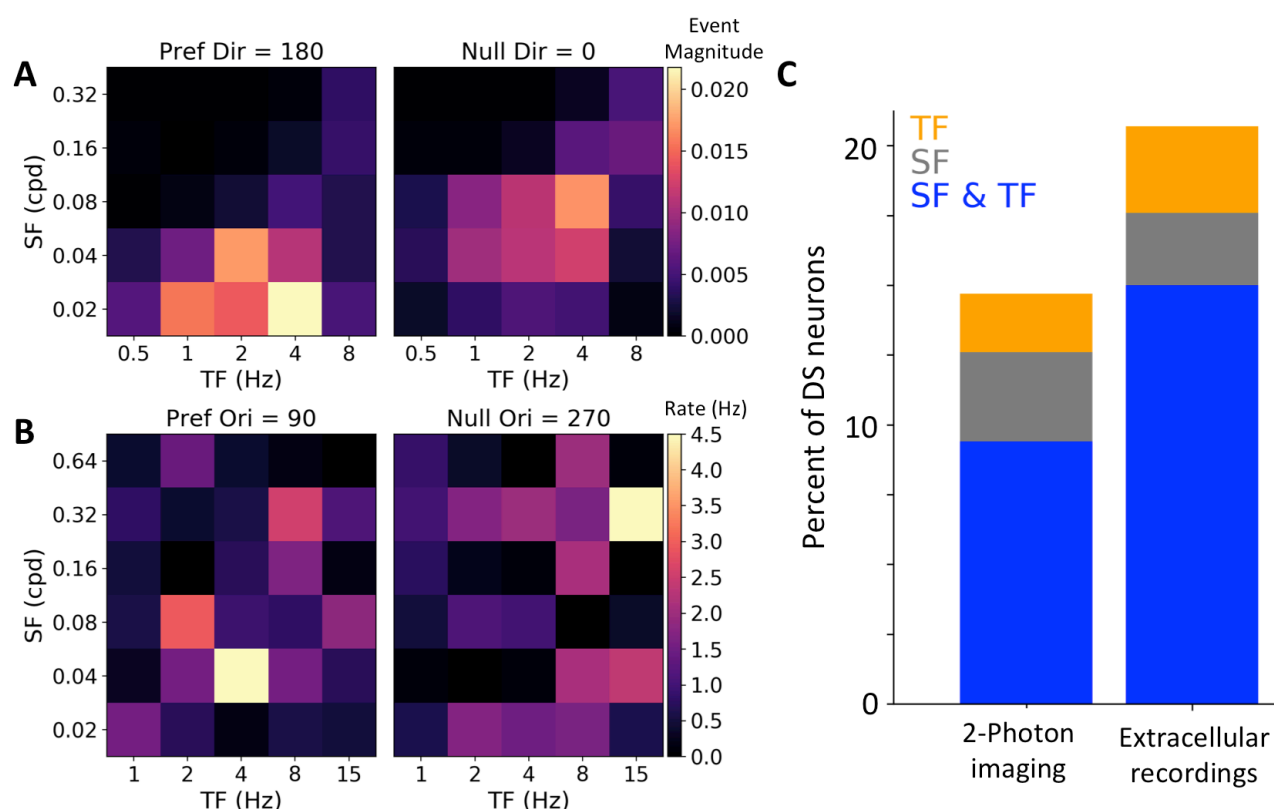 A
Pref Dir = 180
Null Dir = 0
Event
Magnitude
SF (cpd)
0.32
0.16
0.08
0.04
0.02
0.5 1 2 4 8
TF (Hz)
0.5 1 2 4 8
TF (Hz)
0.020
0.015
0.010
0.005
0.000
B
Pref Ori = 90
Null Ori = 270
Rate (Hz)
SF (cpd)
0.64
0.32
0.16
0.08
0.04
0.02
1 2 4 8 15
TF (Hz)
1 2 4 8 15
TF (Hz)
4.5
4.0
3.5
3.0
2.5
2.0
1.5
1.0
0.5
0.0
C
TF
SF
SF & TF
Percent of DS neurons
20
10
0
2-Photon
imaging
Extracellular
recordings